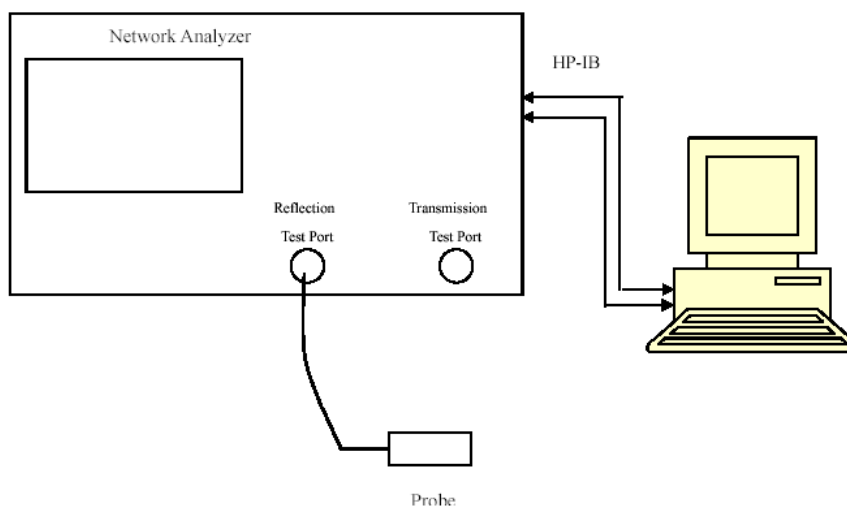 Network Analyzer
HP-IB
Reflection
Test Port
Transmission
Test Port
Probe